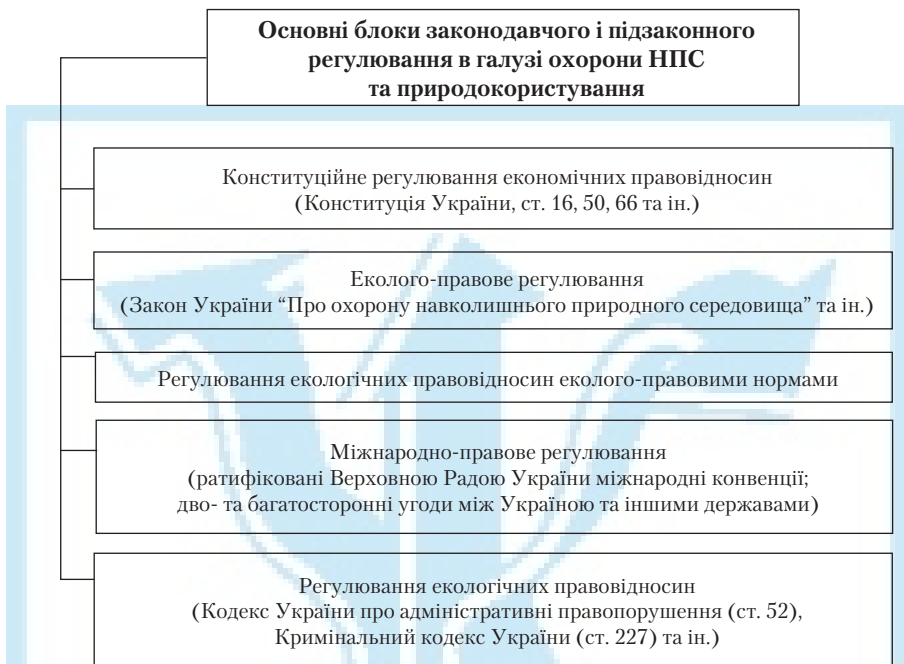 Основні блоки законодавчого і підзаконного
регулювання в галузі охорони НПС
та природокористування
Конституційне регулювання економічних правовідносин
(Конституція України, ст. 16, 50, 66 та ін.)
Еколого-правове регулювання
(Закон України “Про охорону навколишнього природного середовища” та ін.)
Регулювання екологічних правовідносин еколого-правовими нормами
Міжнародно-правове регулювання
(ратифіковані Верховною Радою України міжнародні конвенції;
дво- та багатосторонні угоди між Україною та іншими державами)
Регулювання екологічних правовідносин
(Кодекс України про адміністративні правопорушення (ст. 52),
Кримінальний кодекс України (ст. 227) та ін.)